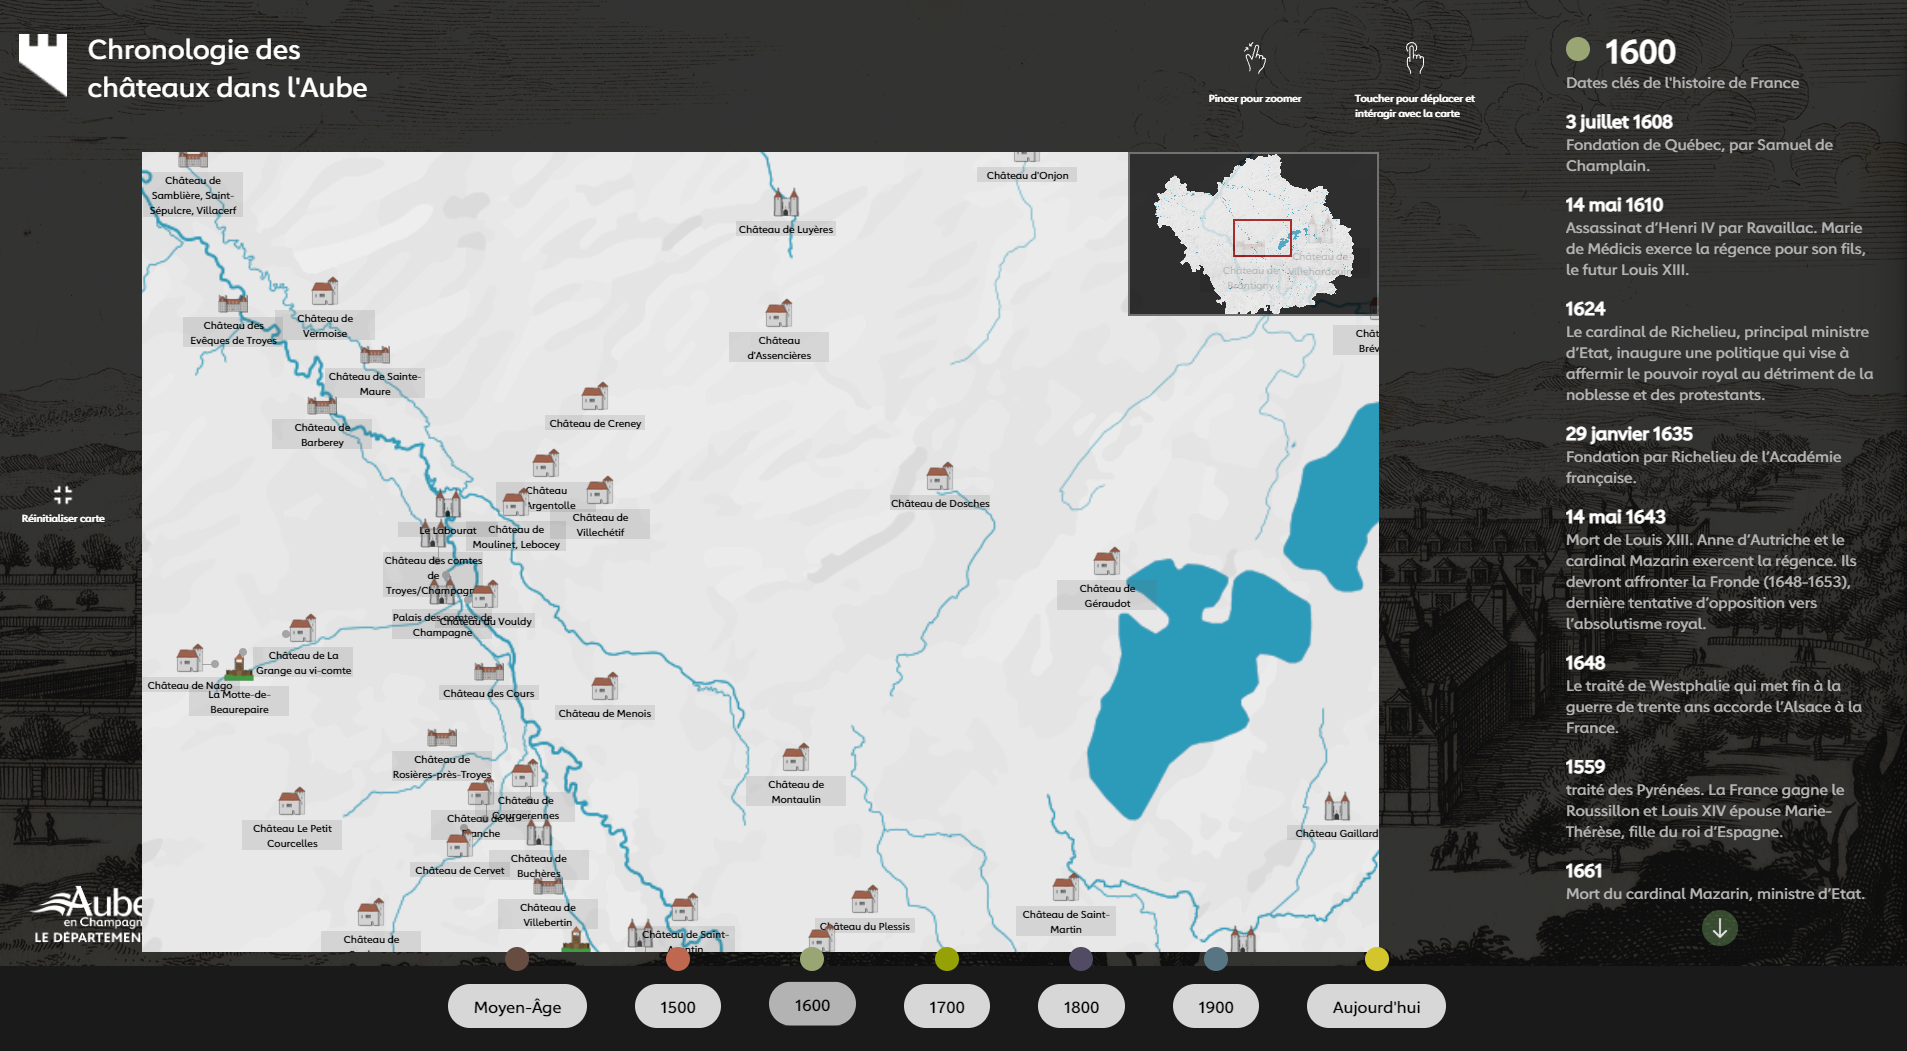 Chronologie des
châteaux dans l'Aube
Pincer pour zoomer
Toucher pour déplacer et
intéragir avec la carte
Réinitialiser carte
Aube
en Champagne
LE DÉPARTEMENT
Château de
Samblière, Saint-
Sépulcre, Villacerf
Château de Luyères
Château d'Onjon
Château de
Brantigny
Château de
Villehardouin
Château des
Evêques de Troyes
Château de
Vermoise
Château
d'Assencières
Chât
Brév
Château de Sainte-
Maure
Château de
Barberey
Château de Creney
Château
Argentolle
Château de
Villechétif
Château de Dosches
Le Labourat
Château de
Moulinet, Lebocey
Château des comtes
de
Troyes/Champagn
Château de
Géraudot
Palais des comtes de
Champagne
Château du Vouldy
Château de La
Grange au vi-comte
Château de Nago
La Motte-de-
Beaurepaire
Château des Cours
Château de Menois
Château de
Rosières-près-Troyes
Château de
Montaulin
Château de
Courgerennes
Château de la
anche
Château Le Petit
Courcelles
Château Gaillard
Château de Cervet
Château de
Buchères
Château de
Villebertin
Château de
Château de Saint-
Château du Plessis
Château de Saint-
Martin
Moyen-Âge
1500
1600
1700
1800
1900
Aujourd'hui
1600
Dates clés de l'histoire de France
3 juillet 1608
Fondation de Québec, par Samuel de
Champlain.
14 mai 1610
Assassinat d’Henri IV par Ravaillac. Marie
de Médicis exerce la régence pour son fils,
le futur Louis XIII.
1624
Le cardinal de Richelieu, principal ministre
d’Etat, inaugure une politique qui vise à
affermir le pouvoir royal au détriment de la
noblesse et des protestants.
29 janvier 1635
Fondation par Richelieu de l’Académie
française.
14 mai 1643
Mort de Louis XIII. Anne d’Autriche et le
cardinal Mazarin exercent la régence. Ils
devront affronter la Fronde (1648-1653),
dernière tentative d’opposition vers
l’absolutisme royal.
1648
Le traité de Westphalie qui met fin à la
guerre de trente ans accorde l’Alsace à la
France.
1559
traité des Pyrénées. La France gagne le
Roussillon et Louis XIV épouse Marie-
Thérèse, fille du roi d’Espagne.
1661
Mort du cardinal Mazarin, ministre d’Etat.